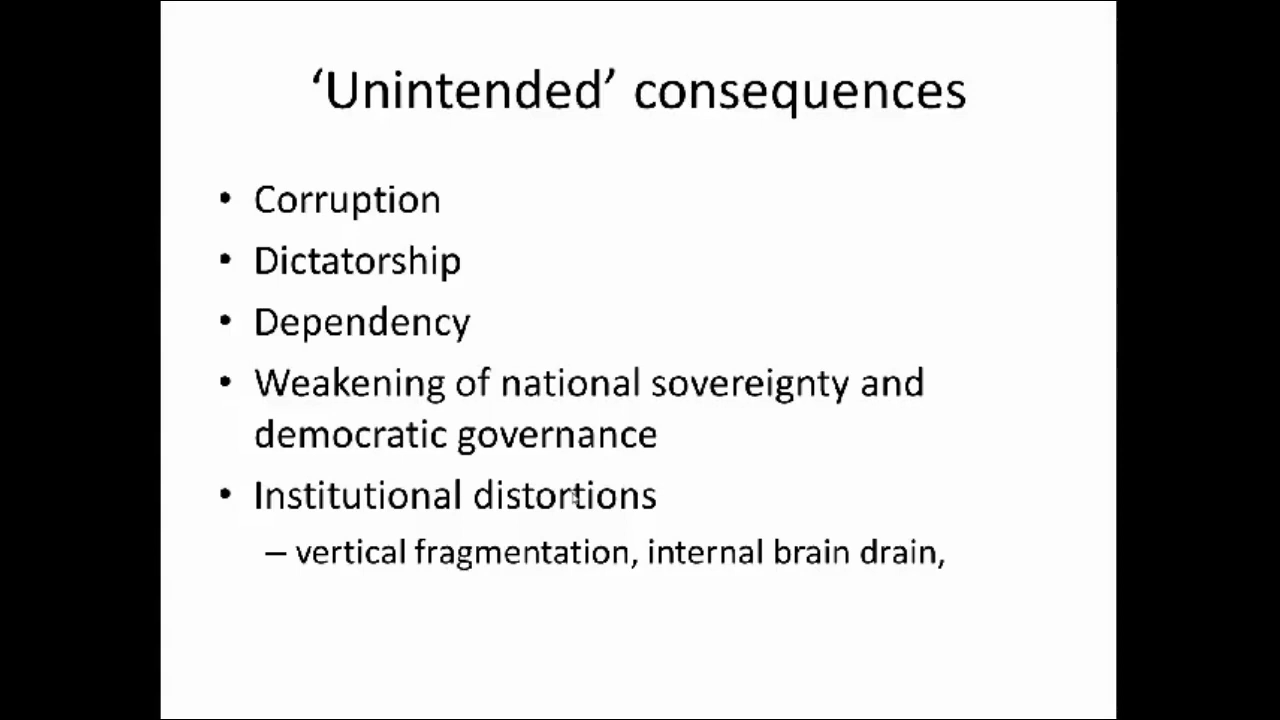 ‘Unintended’ consequences
• Corruption
• Dictatorship
• Dependency
• Weakening of national sovereignty and
democratic governance
• Institutional distortions
– vertical fragmentation, internal brain drain,